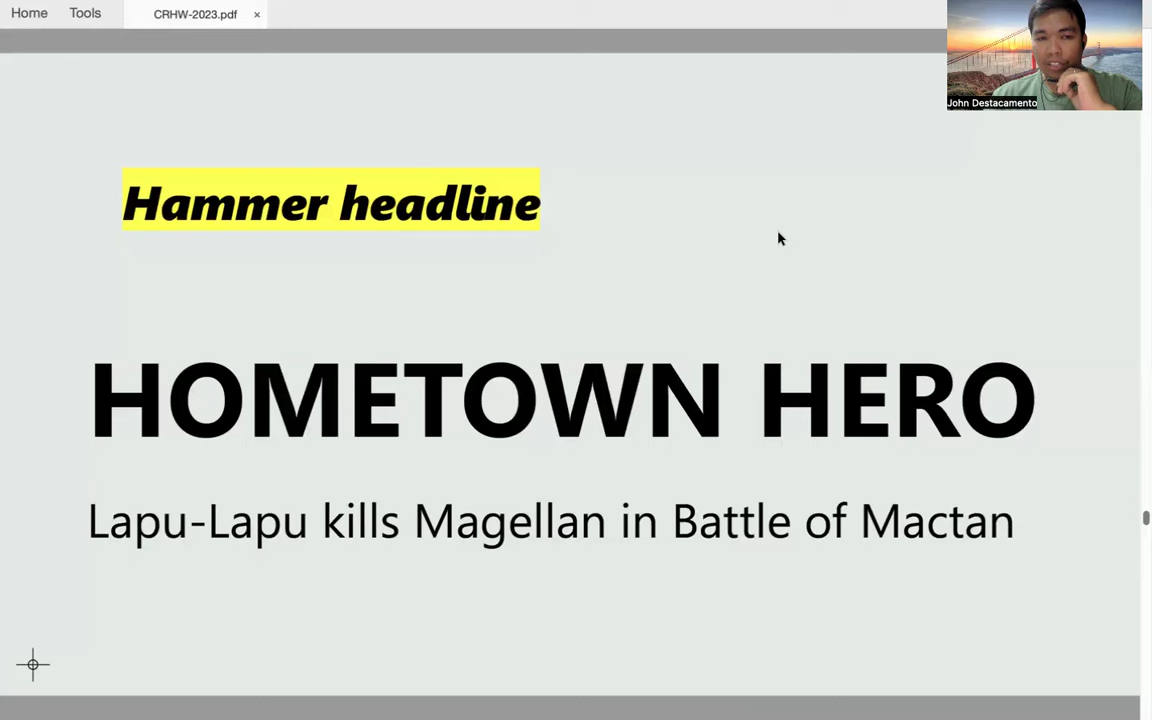 Home Tools CRHW-2023.pdf ×
John Destacamento
Hammer headline
HOMETOWN HERO
Lapu-Lapu kills Magellan in Battle of Mactan